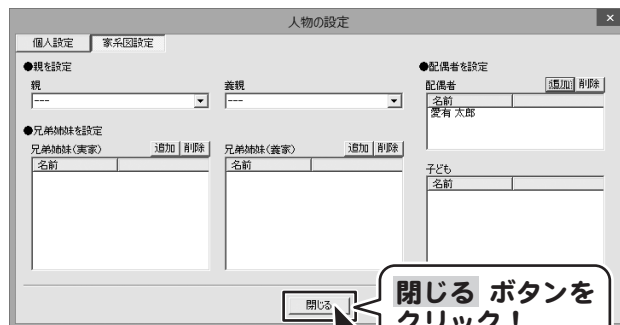 人物の設定
個人設定 家系図設定
●親を設定
親 義親
--- ---
●兄弟姉妹を設定
兄弟姉妹(実家) 追加 削除 兄弟姉妹(義家) 追加 削除
名前 名前
●配偶者を設定
配偶者 追加 削除
名前
愛有 太郎
子ども
名前
閉じる
閉じる ボタンを
クリック!